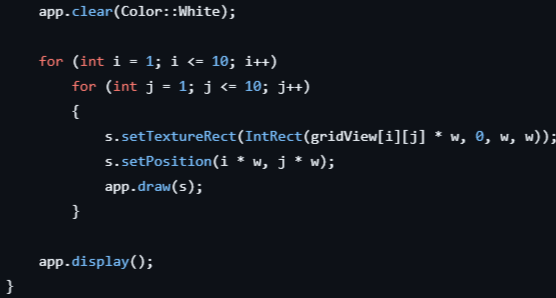 app.clear(Color::White);
for (int i = 1; i <= 10; i++)
for (int j = 1; j <= 10; j++)
{
s.setTextureRect(IntRect(gridView[i][j] * w, 0, w, w));
s.setPosition(i * w, j * w);
app.draw(s);
}
app.display();
}